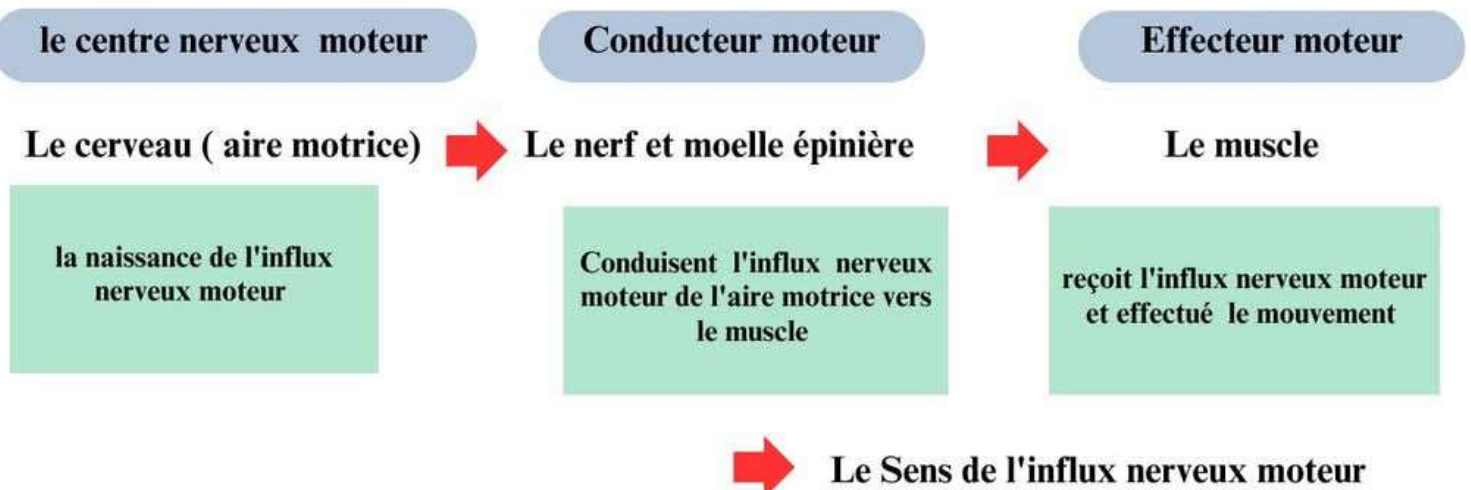 le centre nerveux moteur
Conducteur moteur
Effecteur moteur
Le cerveau ( aire motrice)
Le nerf et moelle épinière
Le muscle
la naissance de l'influx
nerveux moteur
Conduisent l'influx nerveux
moteur de l'aire motrice vers
le muscle
reçoit l'influx nerveux moteur
et effectué le mouvement
Le Sens de l'influx nerveux moteur